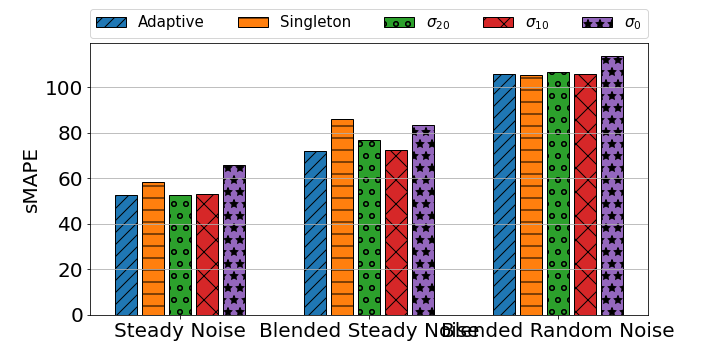 Adaptive Singleton σ20 σ10 σ0
sMAPE
100
80
60
40
20
0
Steady Noise Blended Steady Noise Blended Random Noise